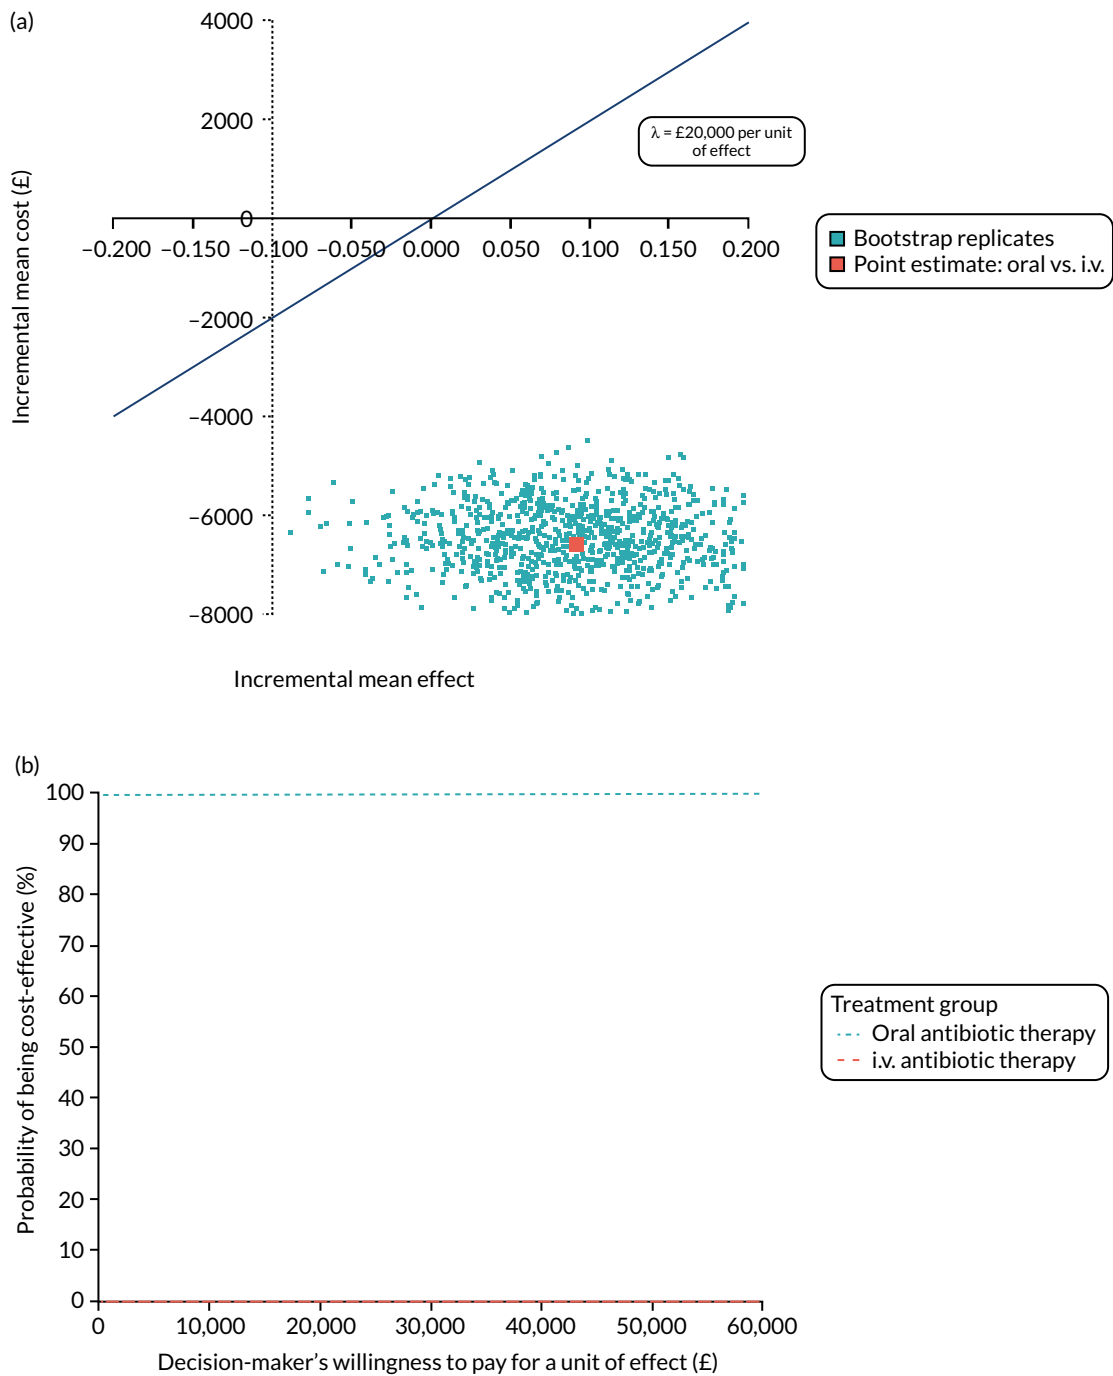 (a)
Incremental mean cost (£)
4000
2000
0
−2000
−4000
−6000
−8000
−0.200 −0.150 −0.100 −0.050 0.000 0.050 0.100 0.150 0.200
λ = £20,000 per unit
of effect
Bootstrap replicates
Point estimate: oral vs. i.v.
Incremental mean effect
(b)
Probability of being cost-effective (%)
100
90
80
70
60
50
40
30
20
10
0
0 10,000 20,000 30,000 40,000 50,000 60,000
Decision-maker’s willingness to pay for a unit of effect (£)
Treatment group
Oral antibiotic therapy
i.v. antibiotic therapy